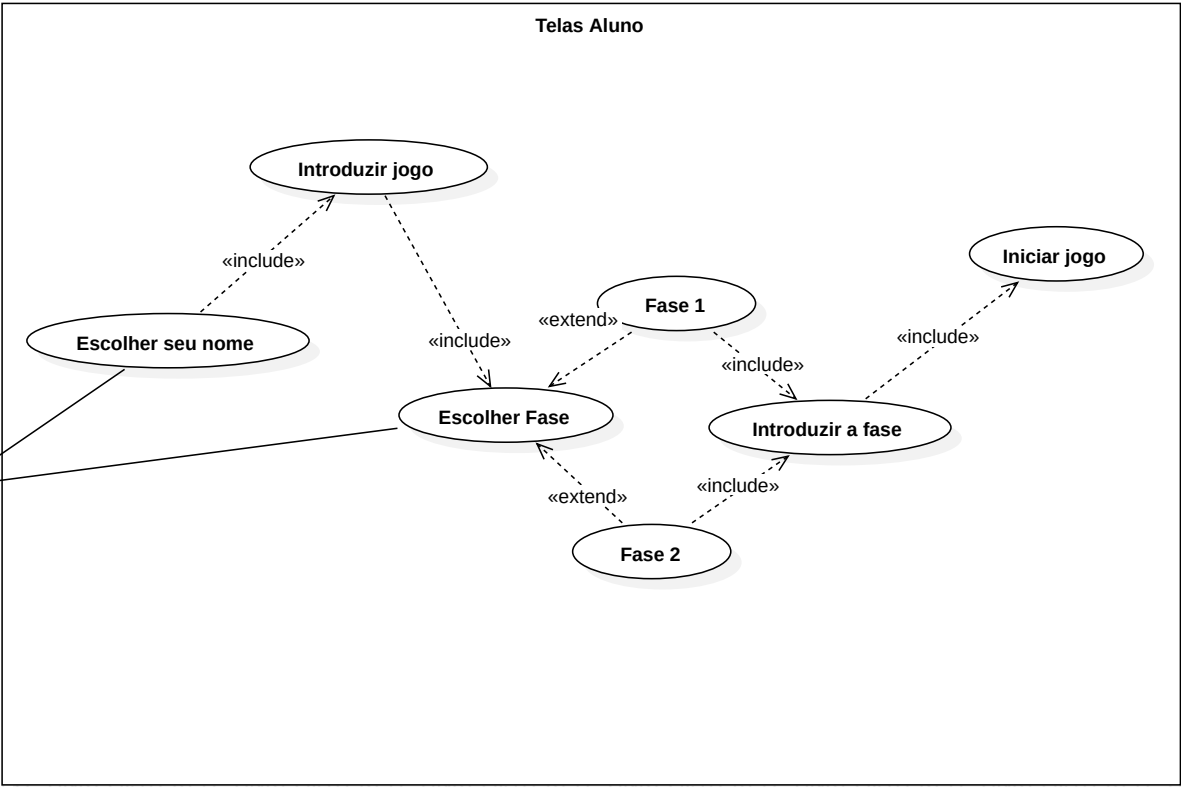 Telas Aluno
Introduzir jogo
Iniciar jogo
«include»
Fase 1
«extend»
Escolher seu nome
«include»
«include»
«include»
Escolher Fase
Introduzir a fase
«extend»
«include»
Fase 2